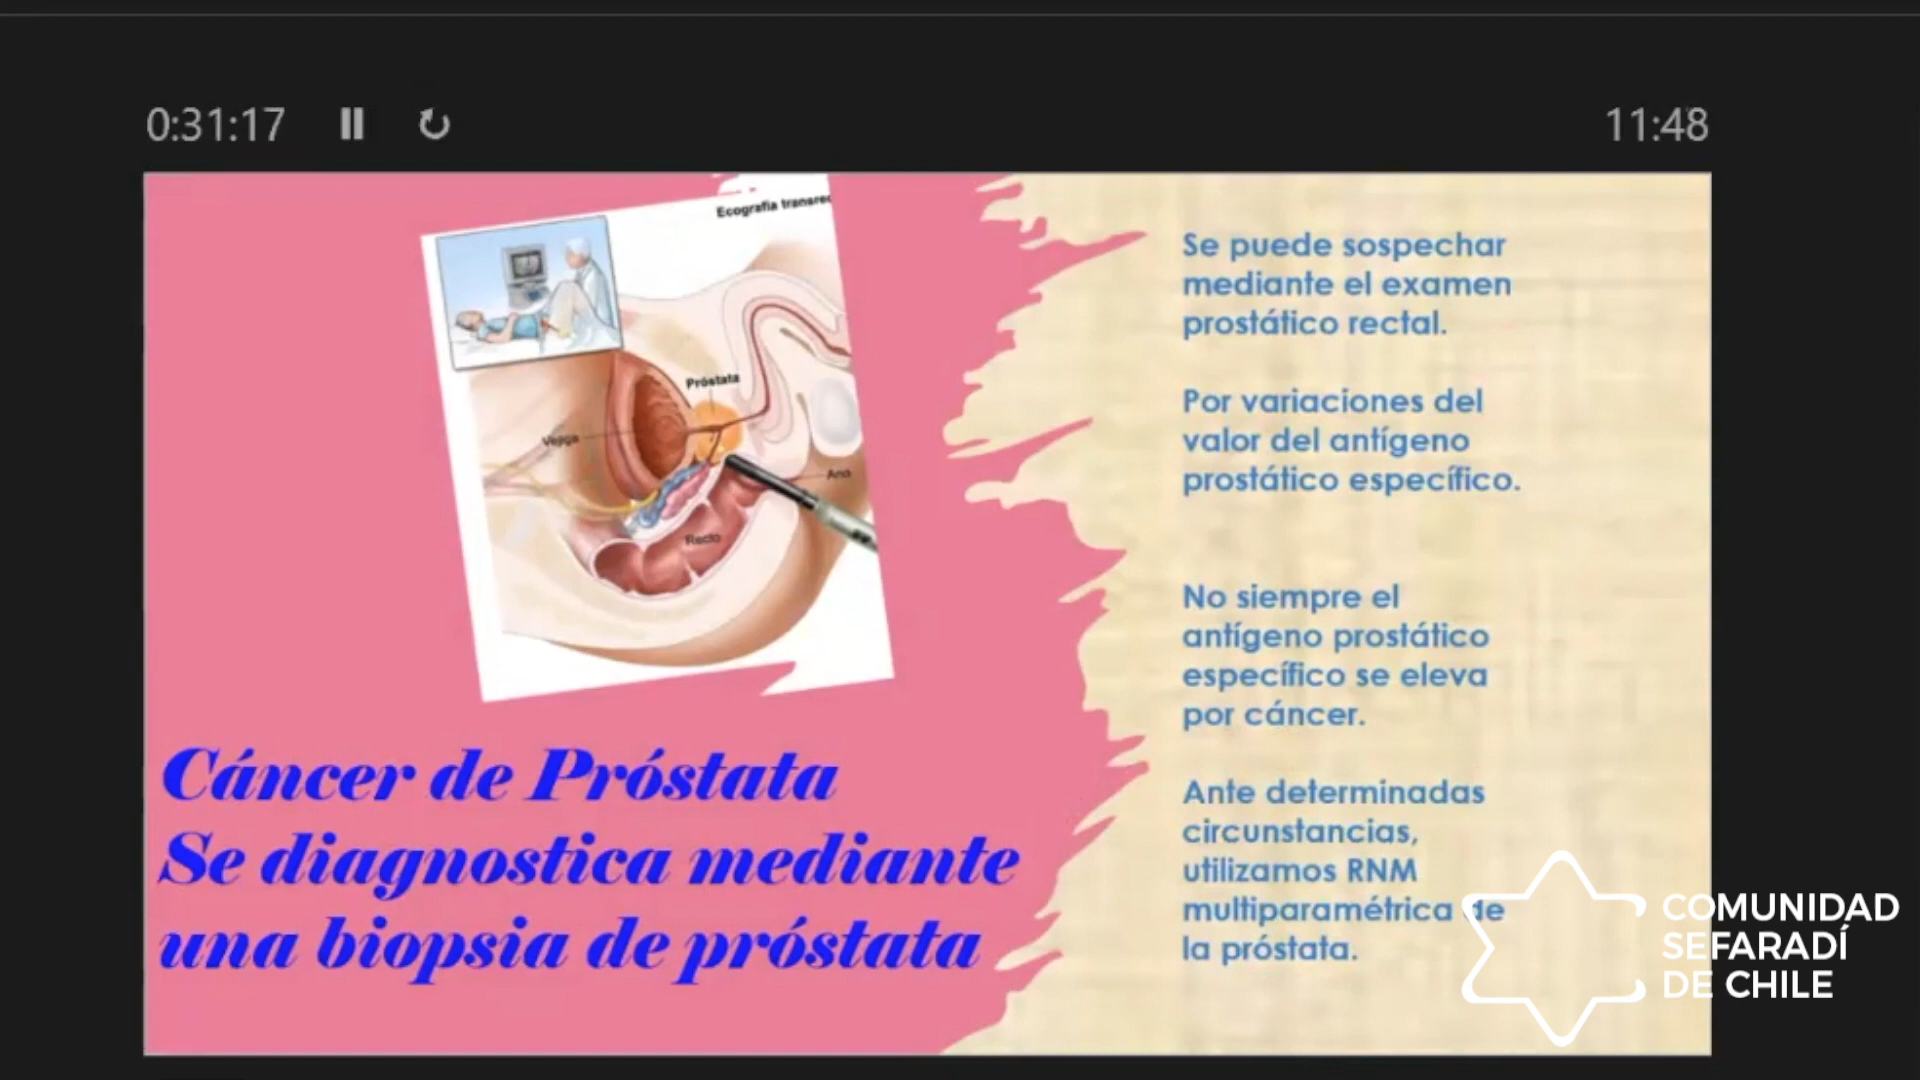 0:31:17
11:48
Ecografía
Próstata
Vejiga
Ano
Recto
Cáncer de Próstata
Se diagnostica mediante
una biopsia de próstata
Se puede sospechar
mediante el examen
prostático rectal.
Por variaciones del
valor del antígeno
prostático específico.
No siempre el
antígeno prostático
específico se eleva
por cáncer.
Ante determinadas
circunstancias,
utilizamos RNM
multiparamétrica de
la próstata.
COMUNIDAD
SEFARADÍ
DE CHILE